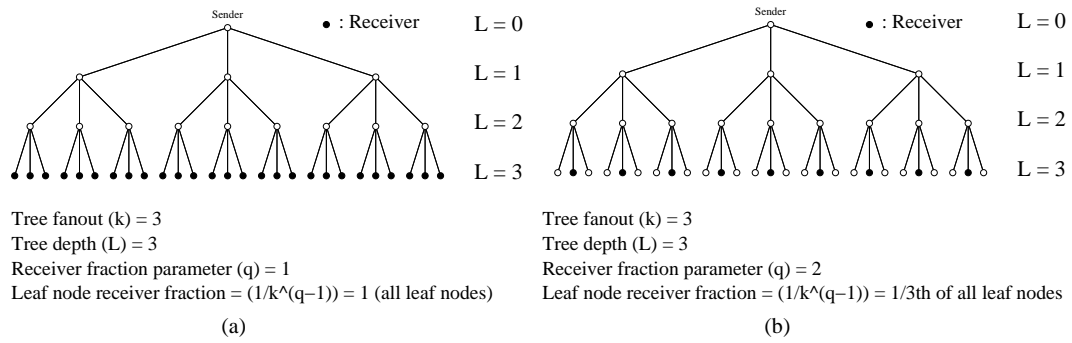 Sender
: Receiver
L = 0
L = 1
L = 2
L = 3
Tree fanout (k) = 3
Tree depth (L) = 3
Receiver fraction parameter (q) = 1
Leaf node receiver fraction = (1/k^(q−1)) = 1 (all leaf nodes)
(a)
Sender
: Receiver
L = 0
L = 1
L = 2
L = 3
Tree fanout (k) = 3
Tree depth (L) = 3
Receiver fraction parameter (q) = 2
Leaf node receiver fraction = (1/k^(q−1)) = 1/3th of all leaf nodes
(b)